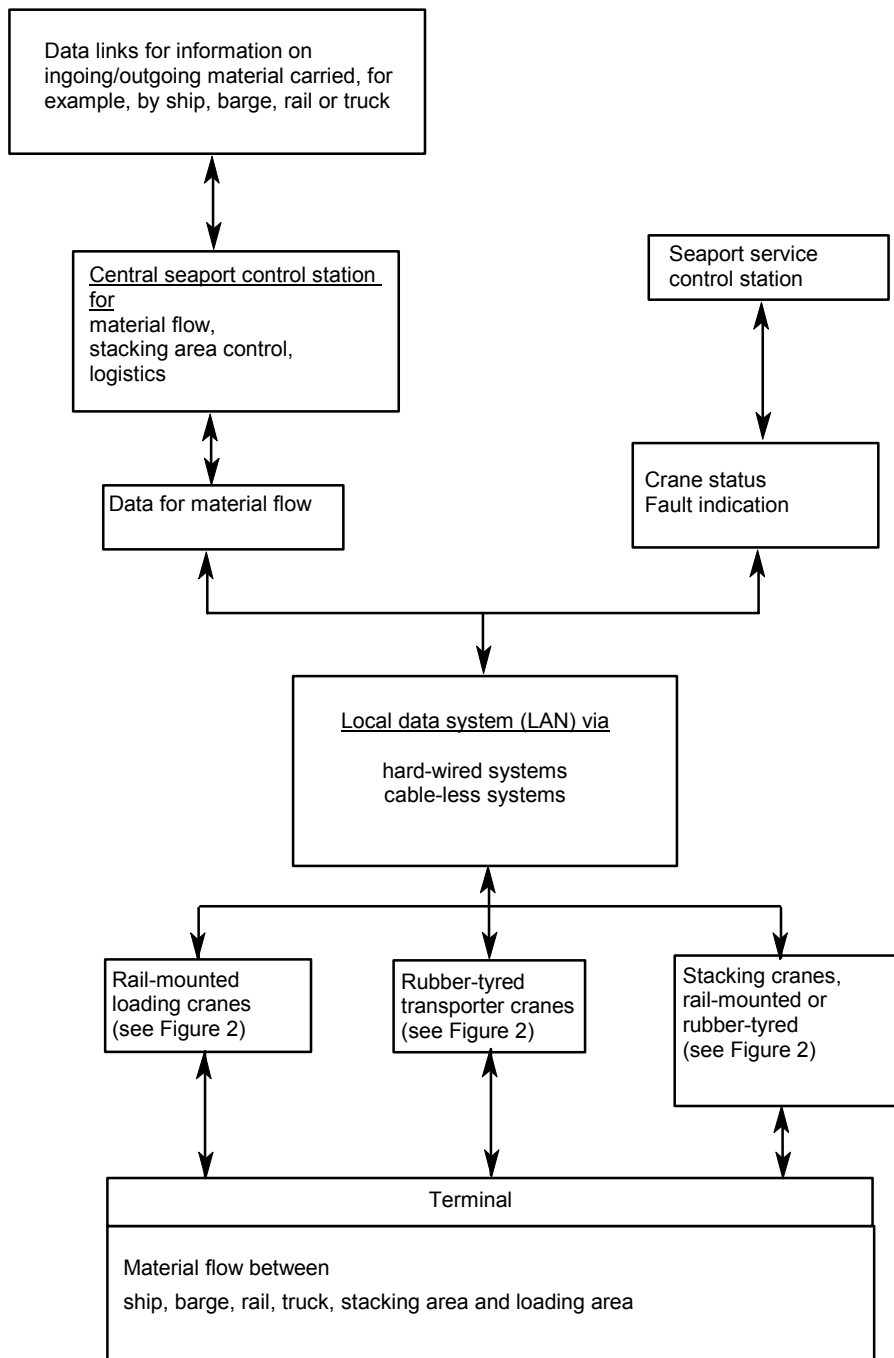 Data links for information on
ingoing/outgoing material carried, for
example, by ship, barge, rail or truck
Central seaport control station
for
material flow,
stacking area control,
logistics
Seaport service
control station
Data for material flow
Crane status
Fault indication
Local data system (LAN) via
hard-wired systems
cable-less systems
Rail-mounted
loading cranes
(see Figure 2)
Rubber-tyred
transporter cranes
(see Figure 2)
Stacking cranes,
rail-mounted or
rubber-tyred
(see Figure 2)
Terminal
Material flow between
ship, barge, rail, truck, stacking area and loading area